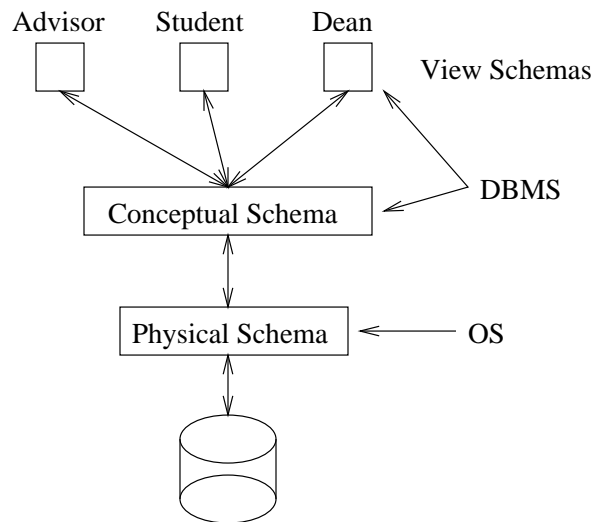 Advisor
Student
Dean
View Schemas
DBMS
Conceptual Schema
Physical Schema
OS